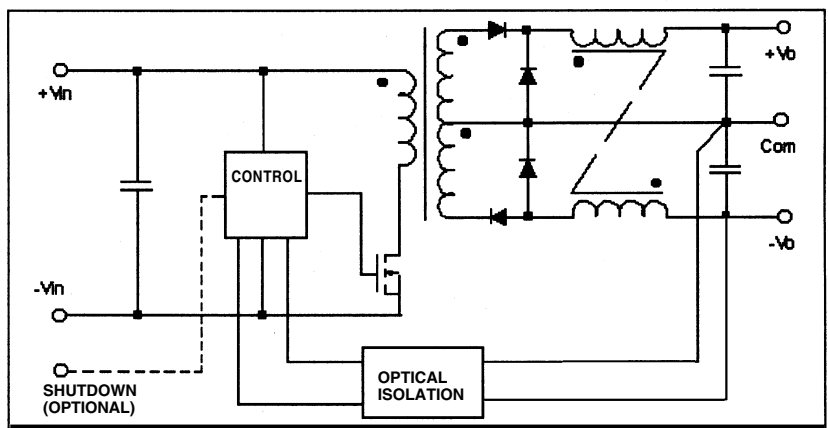 +Vin
+Vo
Com
CONTROL
-Vin
-Vo
SHUTDOWN
(OPTIONAL)
OPTICAL
ISOLATION